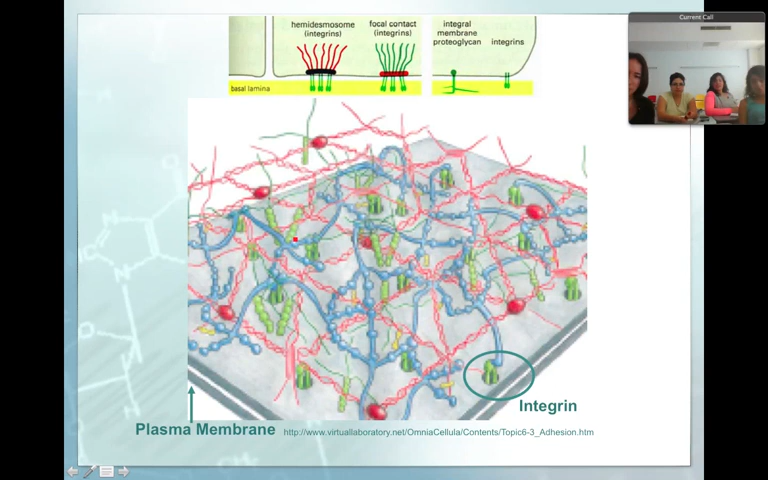 Current Call
hemidesmosome
(integrins)
focal contact
(integrins)
integral
membrane
proteoglycan
integrins
basal lamina
Integrin
Plasma Membrane
http://www.virtuallaboratory.net/OmniaCellula/Contents/Topic6-3_Adhesion.htm